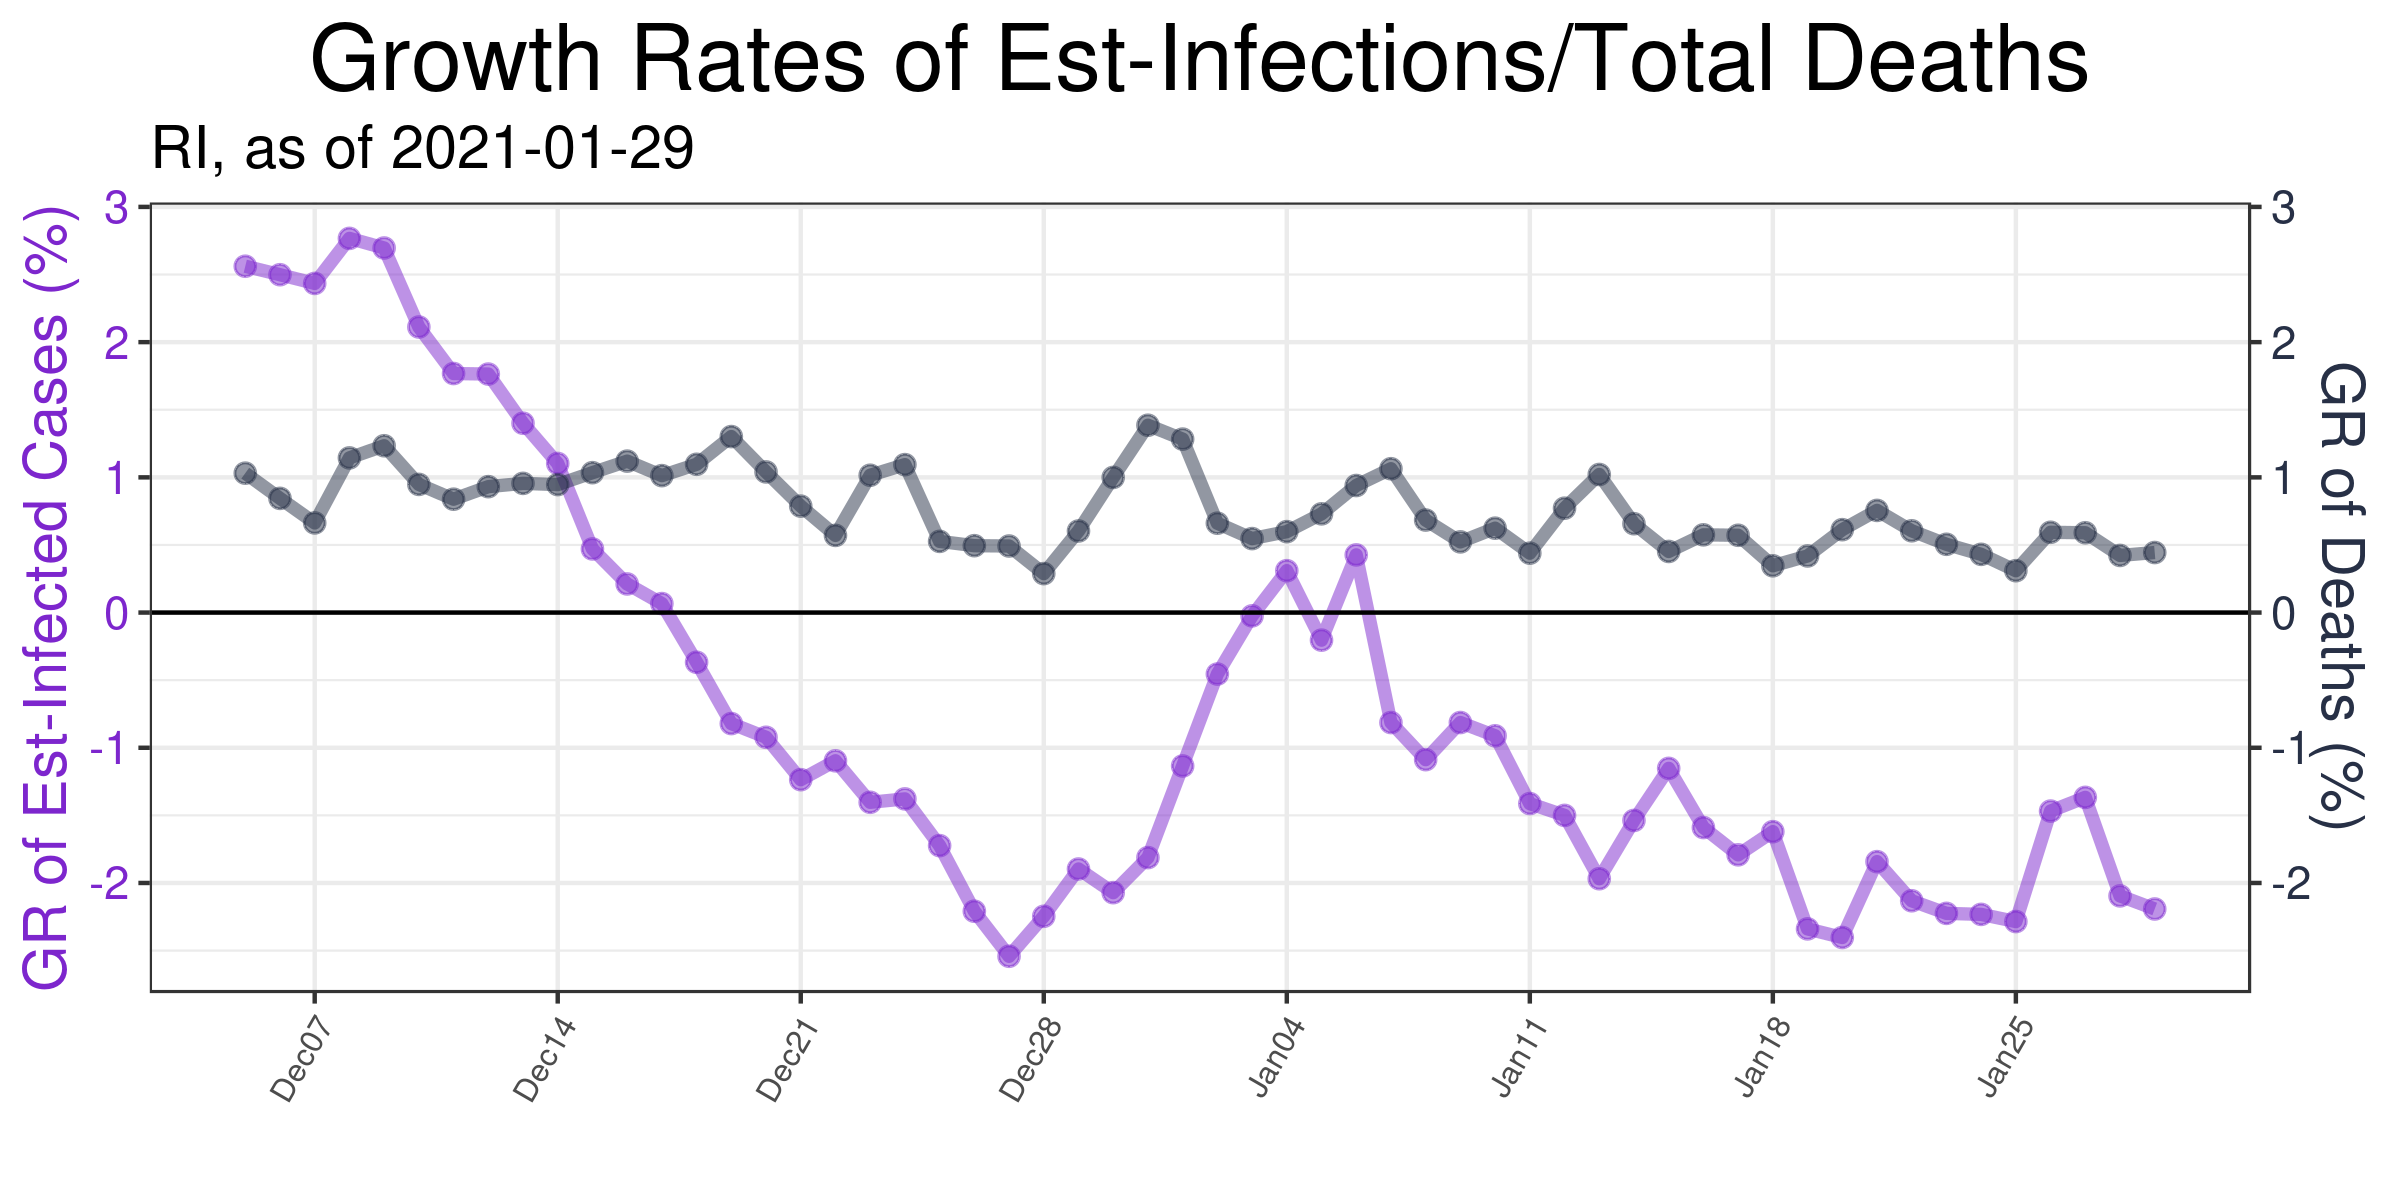 Growth Rates of Est-Infections/Total Deaths
RI, as of 2021-01-29
GR of Est-Infected Cases (%)
3
2
1
0
-1
-2
3
2
1
0
-1
-2
GR of Deaths (%)
Dec07
Dec14
Dec21
Dec28
Jan04
Jan11
Jan18
Jan25